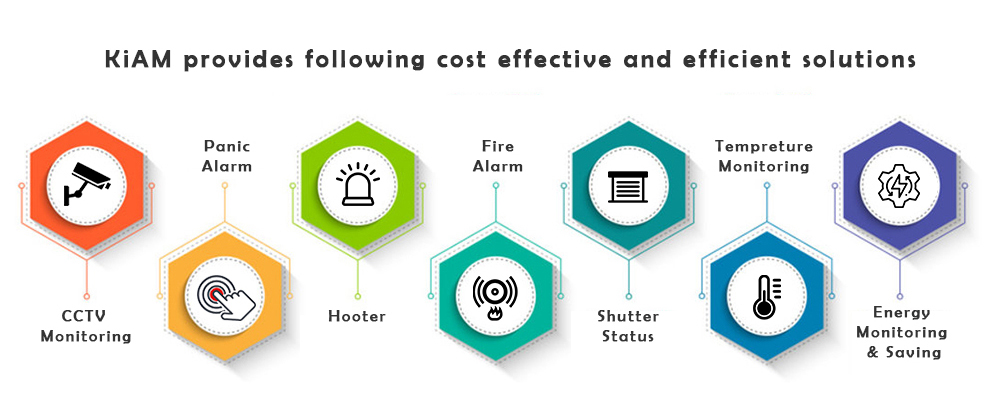 KiAM provides following cost effective and efficient solutions
CCTV
Monitoring
Panic
Alarm
Hooter
Fire
Alarm
Shutter
Status
Tempreture
Monitoring
Energy
Monitoring
& Saving